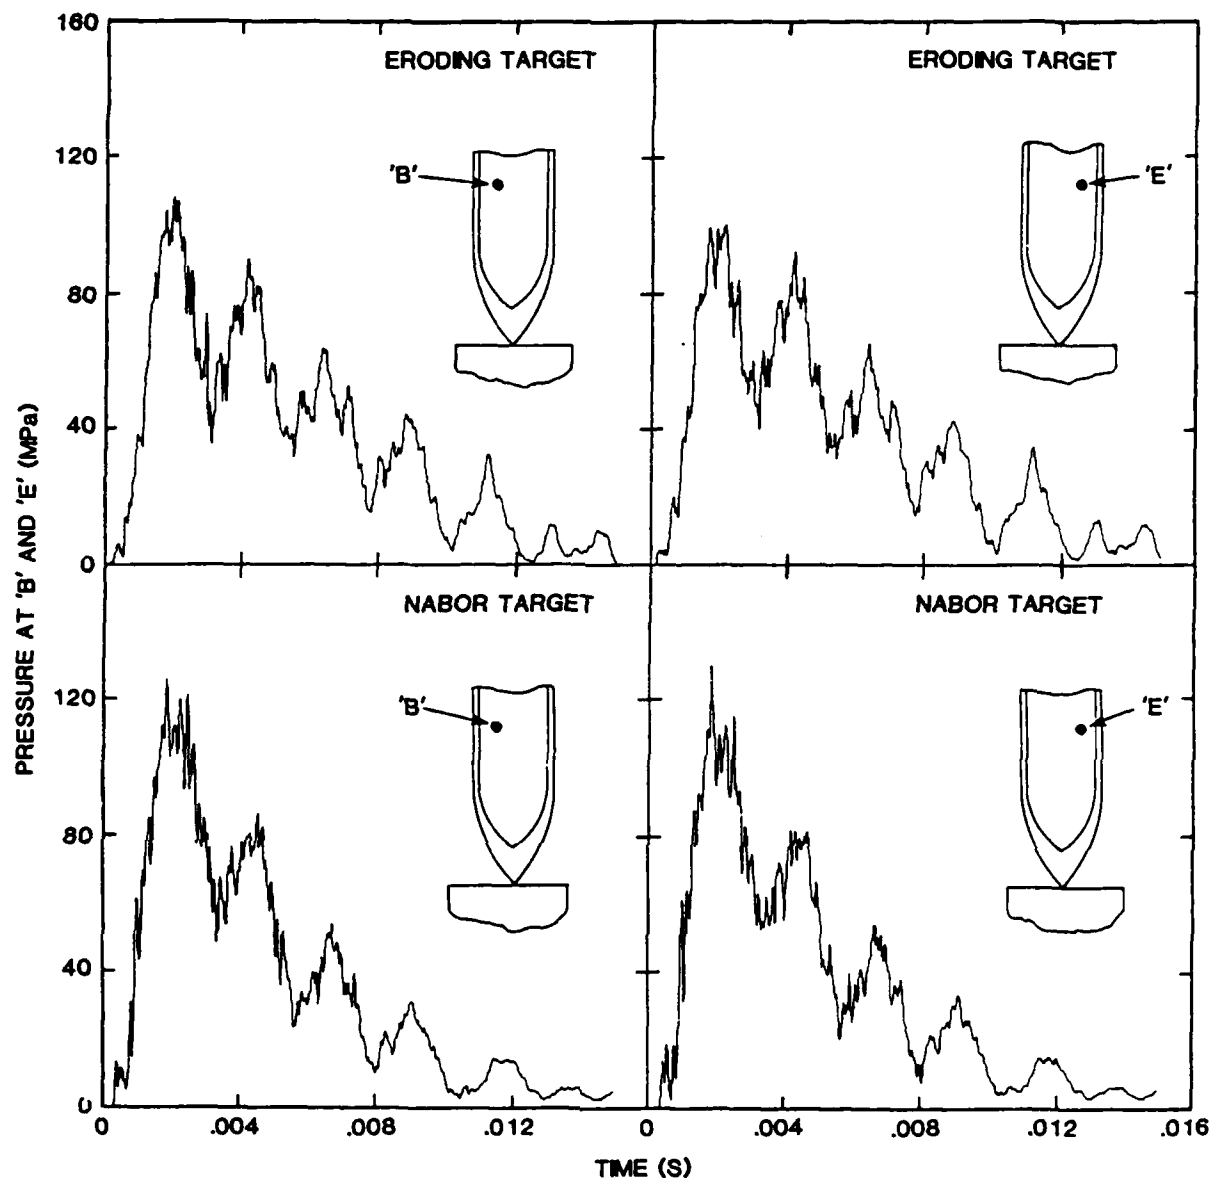 160
120
80
40
0
120
80
40
0
PRESSURE AT 'B' AND 'E' (MPa)
ERODING TARGET
'B'
ERODING TARGET
'E'
NABOR TARGET
'B'
NABOR TARGET
'E'
0
.004
.008
.012
0
.004
.008
.012
.016
TIME (S)